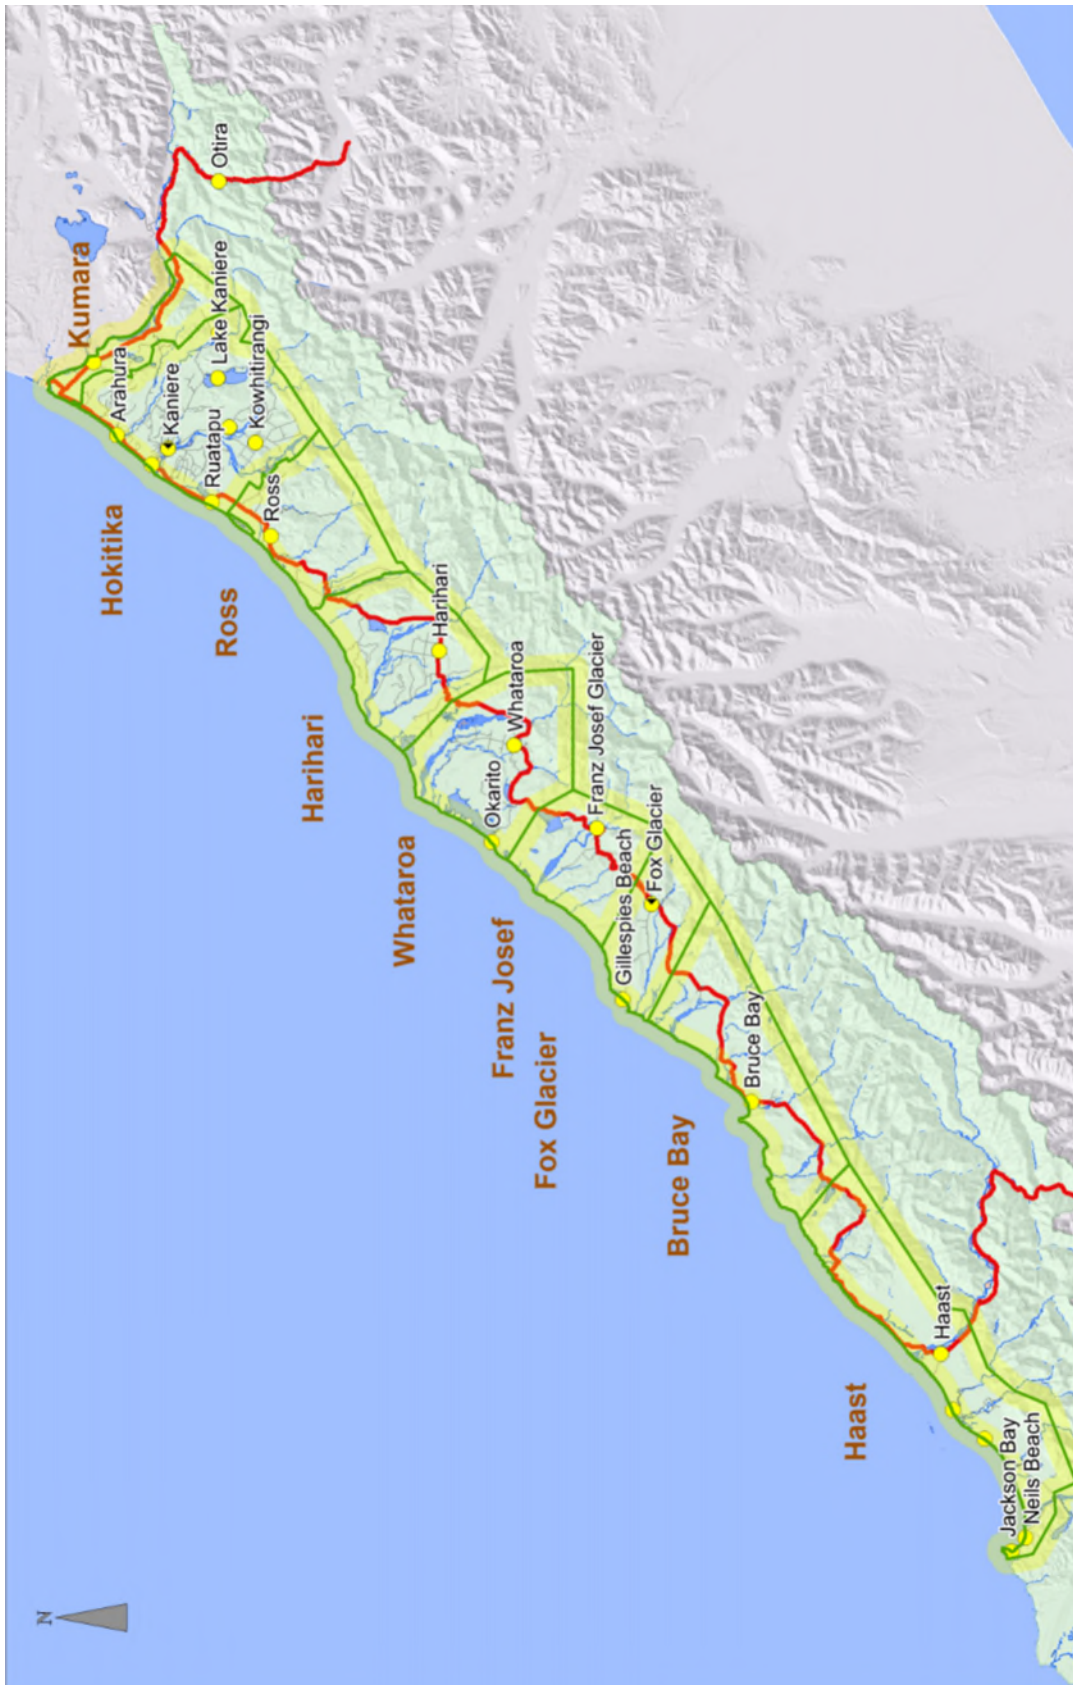 N
Kumara
Otira
Arahura
Lake Kaniere
Kaniere
Hokitika
Ruatapu
Kowhitirangi
Ross
Ross
Harihari
Harihari
Whataroa
Whataroa
Okarito
Franz Josef Glacier
Franz Josef
Fox Glacier
Gillespies Beach
Fox Glacier
Bruce Bay
Bruce Bay
Haast
Haast
Jackson Bay
Neils Beach